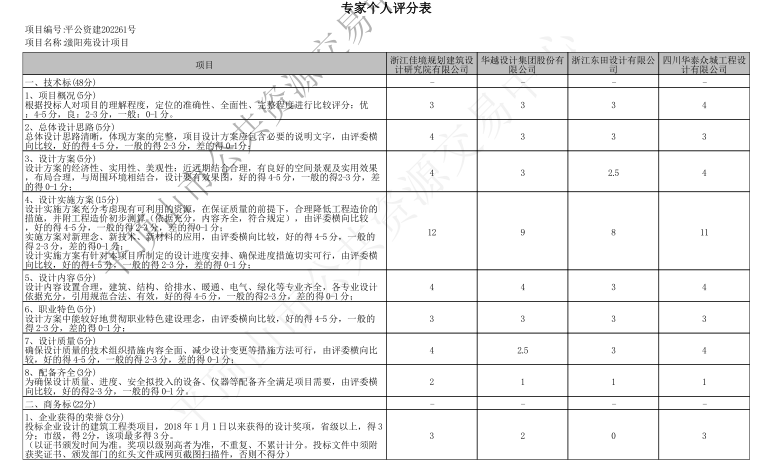 专家个人评分表
项目编号:平公资建202261号
项目名称:滍阳苑设计项目
项目 浙江佳境规划建筑设计研究院有限公司 华越设计集团股份有限公司 浙江东田设计有限公司 四川华泰众城工程设计有限公司
一、技术标(48分) – – – –
1、项目概况(5分)
根据投标人对项目的理解程度，定位的准确性、全面性、完整程度进行比较评分：优
：4-5分，良：2-3分，一般：0-1分。
3 3 3 4
2、总体设计思路(5分)
总体设计思路清晰，体现方案的完整，项目设计方案应包含必要的说明文字，由评委横
向比较，好的得 4-5 分，一般的得 2-3 分，差的得 0-1分；
4 3 3 3
3、设计方案(5分)
设计方案的经济性、实用性、美观性；近远期结合合理，有良好的空间景观及实用效果
，布局合理，与周围环境相结合，设计要有效果图，好的得 4-5 分，一般的得2-3 分，差
的得 0-1 分；
4 3 2.5 4
4、设计实施方案(15分)
设计实施方案充分考虑现有可利用的资源，在保证质量的前提下，合理降低工程造价的
措施，并附工程造价初步测算（依据充分，内容齐全，符合规定），由评委横向比较
，好的得 4-5 分，一般的得 2-3 分，差的得0-1 分；
实施方案对新理念、新技术、新材料的应用，由评委横向比较，好的得 4-5 分，一般的
得 2-3 分，差的得0-1 分；
设计实施方案有针对本项目所制定的设计进度安排、确保进度措施切实可行，由评委横
向比较，好的得4-5 分，一般的得 2-3 分，差的得 0-1 分；
12 9 8 11
5、设计内容(5分)
设计内容设置合理，建筑、结构、给排水、暖通、电气、绿化等专业齐全，各专业设计
依据充分，引用规范合法、有效，好的得 4-5 分，一般的得2-3 分，差的得 0-1 分；
4 4 3 4
6、职业特色(5分)
设计方案中能较好地贯彻职业特色建设理念，由评委横向比较，好的得 4-5 分，一般的
得 2-3 分，差的得 0-1 分；
3 3 3 3
7、设计质量(5分)
确保设计质量的技术组织措施内容全面、减少设计变更等措施方法可行，由评委横向比
较，好的得 4-5 分，一般的得 2-3 分，差的得 0-1 分；
4 2.5 3 4
8、配备齐全(3分)
为确保设计质量、进度、安全拟投入的设备、仪器等配备齐全满足项目需要，由评委横
向比较，好的得2-3 分，一般的得 0-1 分。
2 1 1 1
二、商务标(22分) – – – –
1、企业获得的荣誉(3分)
投标企业设计的建筑工程类项目，2018 年 1 月 1 日以来获得的设计奖项，省级以上，得 3
分；市级，得 2分，该项最多得 3 分。
（以证书颁发时间为准。奖项以级别高者为准，不重复、不累计计分。投标文件中须附
获奖证书、颁发部门的红头文件或网页截图扫描件，否则不得分）
3 2 0 3
平顶山市公共资源交易中心